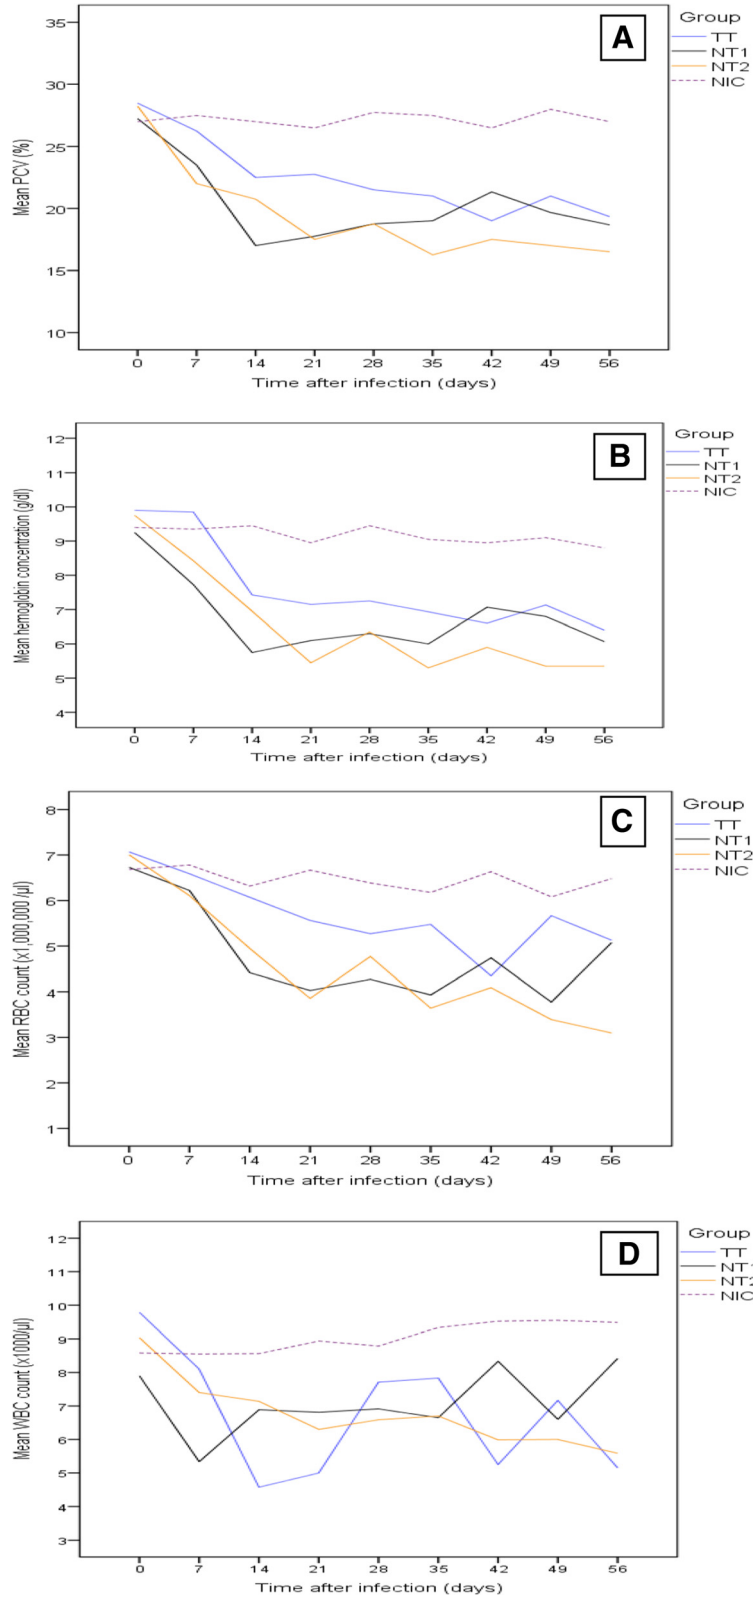 A
Group
TT
NT1
NT2
NIC
Mean PCV (%)
35
30
25
20
15
10
0 7 14 21 28 35 42 49 56
Time after infection (days)
B
Group
TT
NT1
NT2
NIC
Mean hemoglobin concentration (g/dl)
12
11
10
9
8
7
6
5
4
0 7 14 21 28 35 42 49 56
Time after infection (days)
C
Group
TT
NT1
NT2
NIC
Mean RBC count (x1,000,000 /µl)
8
7
6
5
4
3
2
1
0 7 14 21 28 35 42 49 56
Time after infection (days)
D
Group
TT
NT1
NT2
NIC
Mean WBC count (x1000/µl)
12
11
10
9
8
7
6
5
4
3
0 7 14 21 28 35 42 49 56
Time after infection (days)